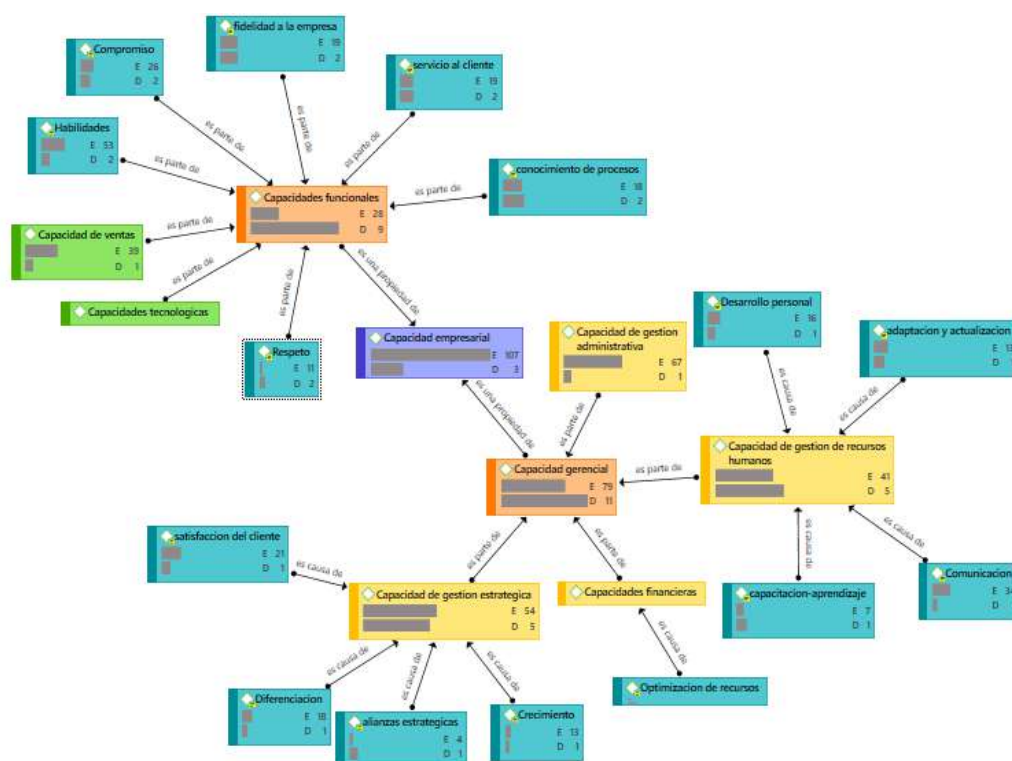 fidelidad a la empresa
E 19
D 2
Compromiso
E 26
D 2
servicio al cliente
E 19
D 2
Habilidades
E 53
D 2
conocimiento de procesos
E 18
D 2
es parte de
es parte de
es parte de
es parte de
es parte de
Capacidades funcionales
E 28
D 9
Capacidad de ventas
E 39
D 1
es parte de
es parte de
es parte de
es una propiedad de
Capacidades tecnologicas
Respeto
E 11
D 2
Capacidad empresarial
E 107
D 3
Capacidad de gestion
administrativa
E 67
D 1
Desarrollo personal
E 16
D 1
adaptacion y actualizacion
E 13
D
es una propiedad de
es parte de
es causa de
es causa de
Capacidad de gestion de recursos
humanos
E 41
D 5
Capacidad gerencial
E 79
D 11
es parte de
satisfaccion del cliente
E 21
D 1
es causa de
es parte de
es parte de
es causa de
es causa de
Capacidad de gestion estrategica
E 54
D 5
Capacidades financieras
capacitacion-aprendizaje
E 7
D 1
Comunicacion
E 34
es causa de
es causa de
es causa de
es causa de
Diferenciacion
E 18
D 1
alianzas estrategicas
E 4
D 1
Crecimiento
E 13
D 1
Optimizacion de recursos